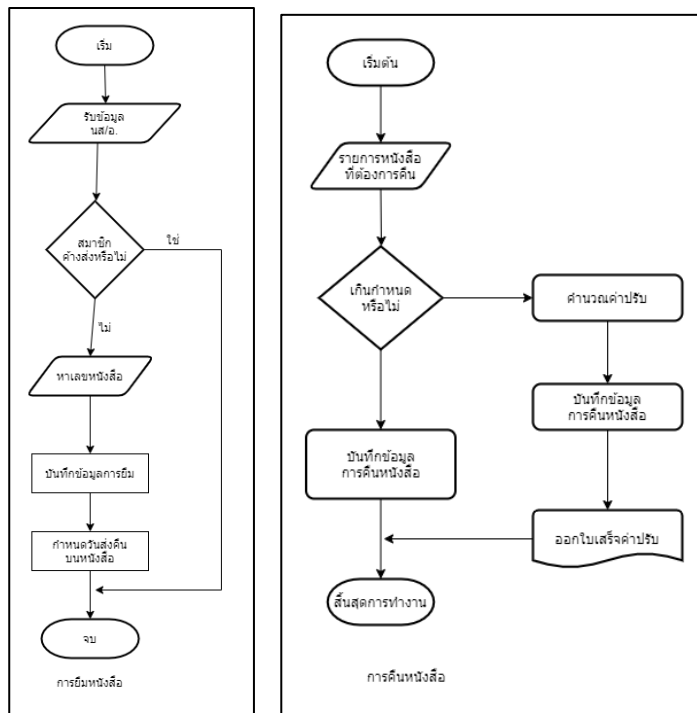 เริ่ม
รับข้อมูล
นส/อ.
สมาชิก
ค้างส่งหรือไม่
ใช่
ไม่
หาเลขหนังสือ
บันทึกข้อมูลการยืม
กำหนดวันส่งคืน
บนหนังสือ
จบ
การยืมหนังสือ
เริ่มต้น
รายการหนังสือ
ที่ต้องการคืน
เกินกำหนด
หรือไม่
คำนวณค่าปรับ
บันทึกข้อมูล
การคืนหนังสือ
บันทึกข้อมูล
การคืนหนังสือ
ออกใบเสร็จค่าปรับ
สิ้นสุดการทำงาน
การคืนหนังสือ